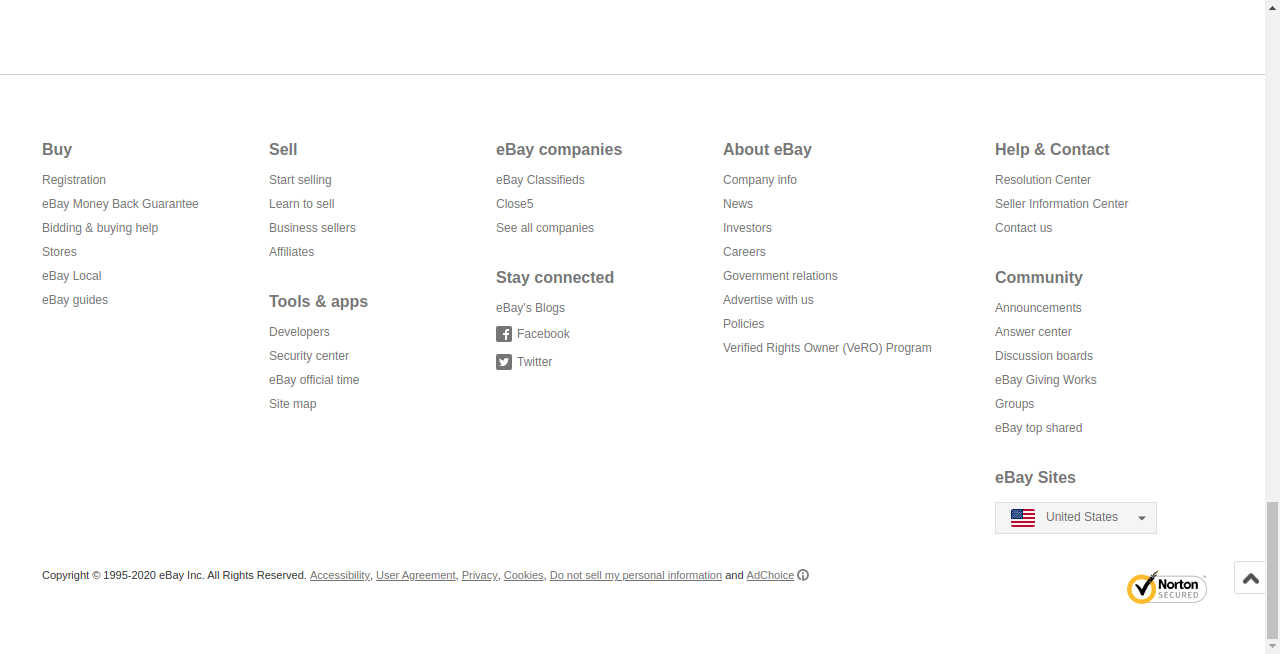 Buy
Registration
eBay Money Back Guarantee
Bidding & buying help
Stores
eBay Local
eBay guides
Sell
Start selling
Learn to sell
Business sellers
Affiliates
Tools & apps
Developers
Security center
eBay official time
Site map
eBay companies
eBay Classifieds
Close5
See all companies
Stay connected
eBay's Blogs
Facebook
Twitter
About eBay
Company info
News
Investors
Careers
Government relations
Advertise with us
Policies
Verified Rights Owner (VeRO) Program
Help & Contact
Resolution Center
Seller Information Center
Contact us
Community
Announcements
Answer center
Discussion boards
eBay Giving Works
Groups
eBay top shared
eBay Sites
United States
Copyright © 1995-2020 eBay Inc. All Rights Reserved. Accessibility, User Agreement, Privacy, Cookies, Do not sell my personal information and AdChoice
Norton
SECURED